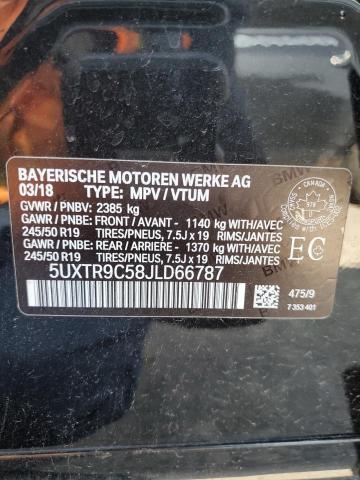 BAYERISCHE MOTOREN WERKE AG
03/18 TYPE: MPV / VTUM
GVWR / PNBV: 2385 kg
GAWR / PNBE: FRONT / AVANT - 1140 kg WITH/AVEC
245/50 R19 TIRES/PNEUS, 7.5J x 19 RIMS/JANTES
GAWR / PNBE: REAR / ARRIERE - 1370 kg WITH/AVEC
245/50 R19 TIRES/PNEUS, 7.5J x 19 RIMS/JANTES
5UXTR9C58JLD66787
CANADA
978
EC
475/9
7 353 401
BMW